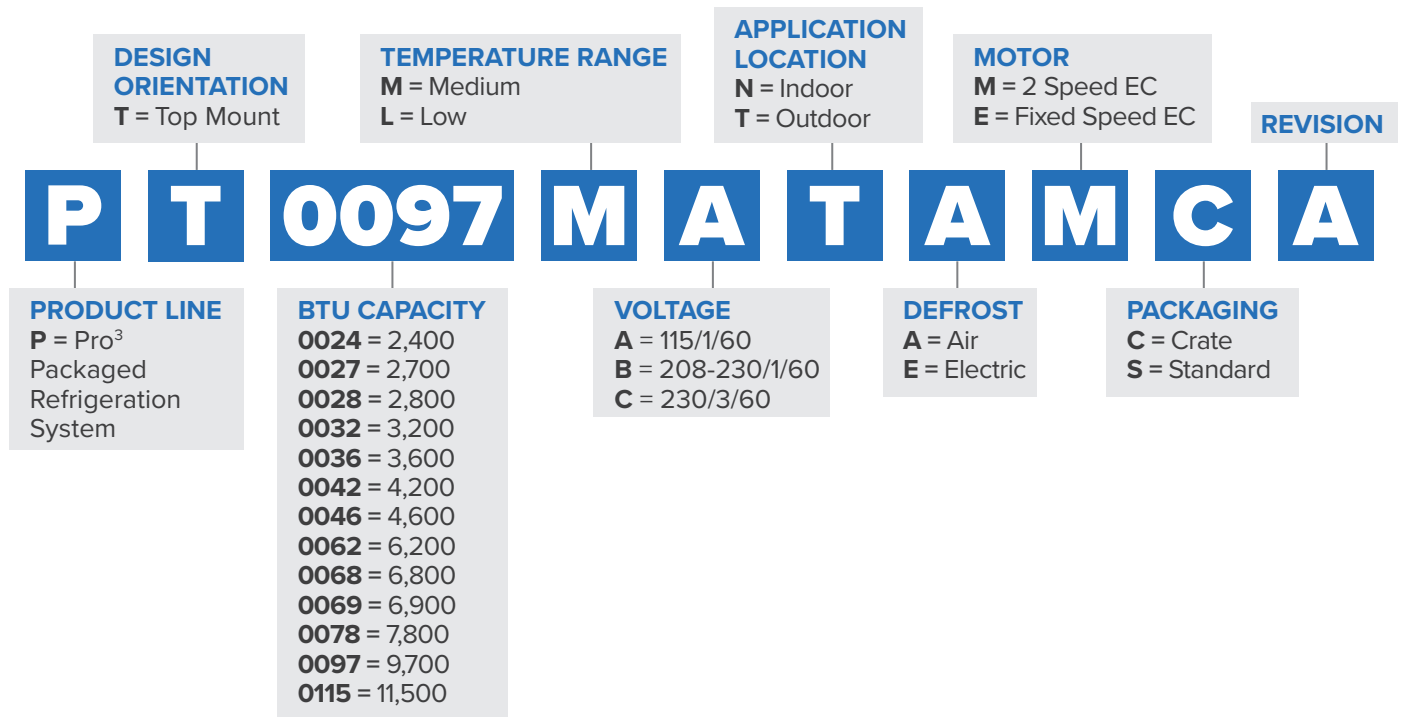 DESIGN
ORIENTATION
T = Top Mount
TEMPERATURE RANGE
M = Medium
L = Low
APPLICATION
LOCATION
N = Indoor
T = Outdoor
MOTOR
M = 2 Speed EC
E = Fixed Speed EC
REVISION
P T 0097 M A T A M C A
PRODUCT LINE
P = Pro³
Packaged
Refrigeration
System
BTU CAPACITY
0024 = 2,400
0027 = 2,700
0028 = 2,800
0032 = 3,200
0036 = 3,600
0042 = 4,200
0046 = 4,600
0062 = 6,200
0068 = 6,800
0069 = 6,900
0078 = 7,800
0097 = 9,700
0115 = 11,500
VOLTAGE
A = 115/1/60
B = 208-230/1/60
C = 230/3/60
DEFROST
A = Air
E = Electric
PACKAGING
C = Crate
S = Standard